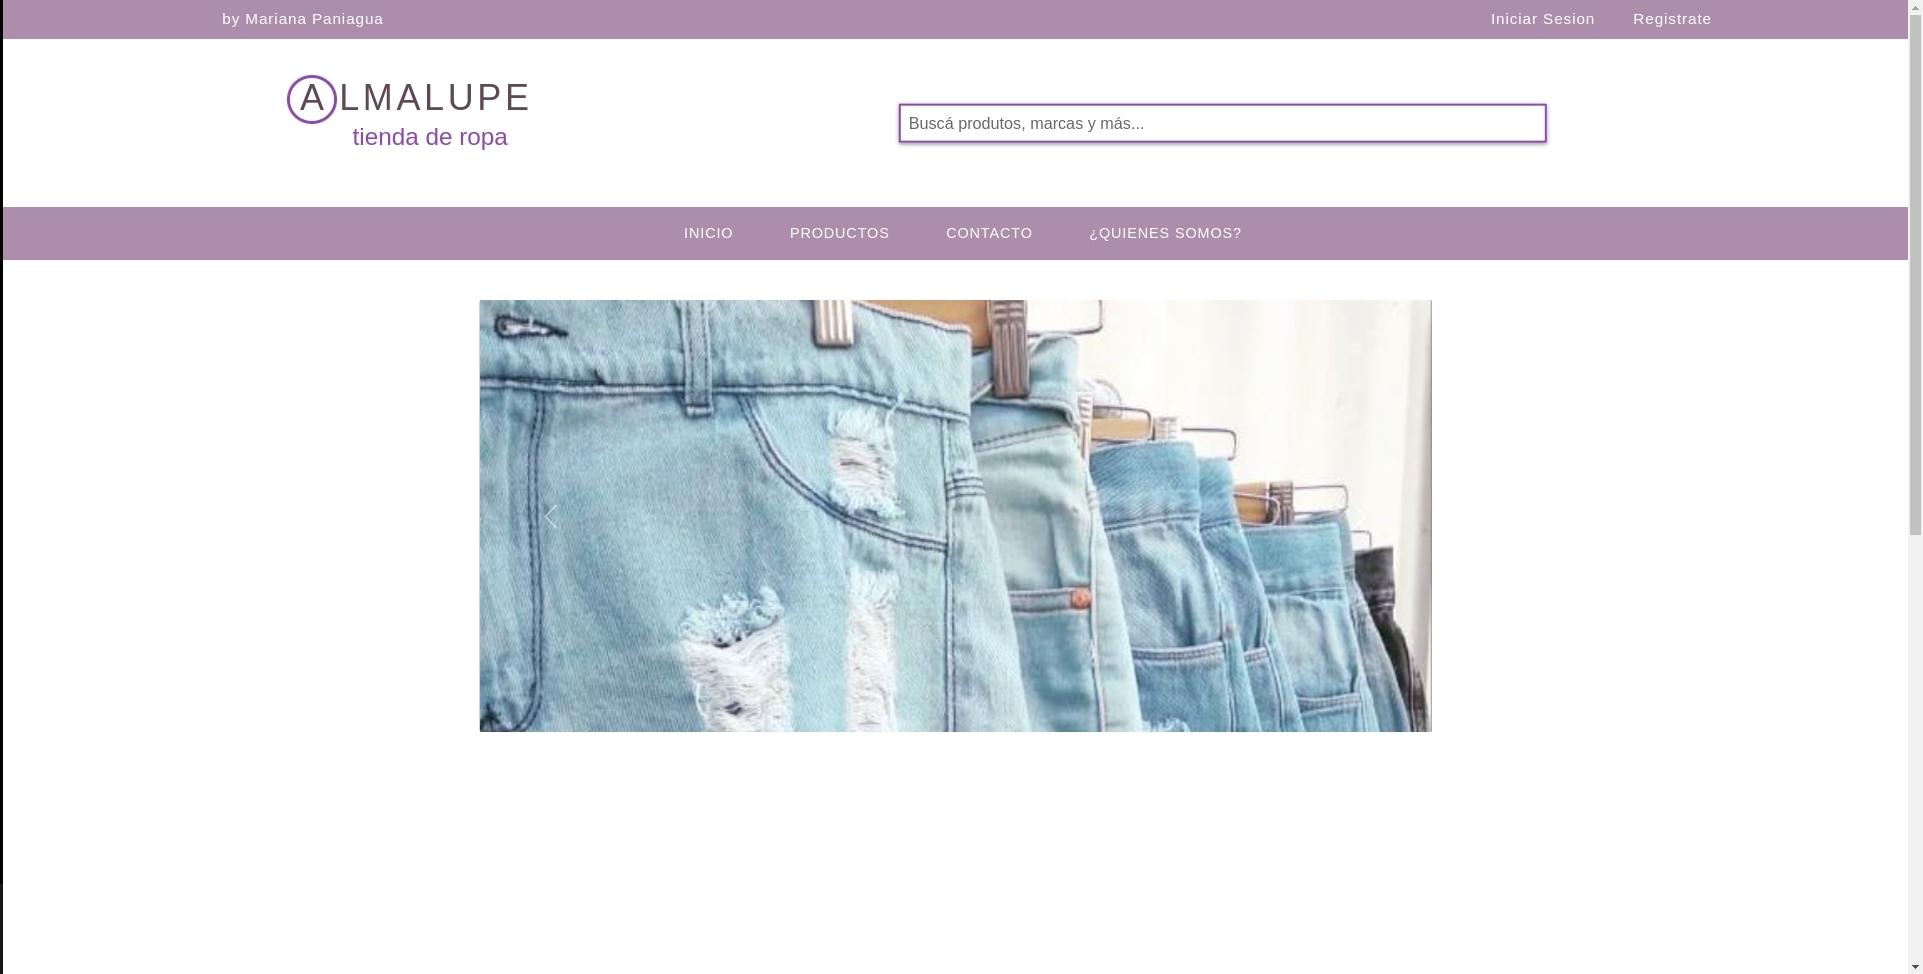 by Mariana Paniagua
Iniciar Sesion
Registrate
ALMALUPE
tienda de ropa
Buscá produtos, marcas y más...
INICIO
PRODUCTOS
CONTACTO
¿QUIENES SOMOS?